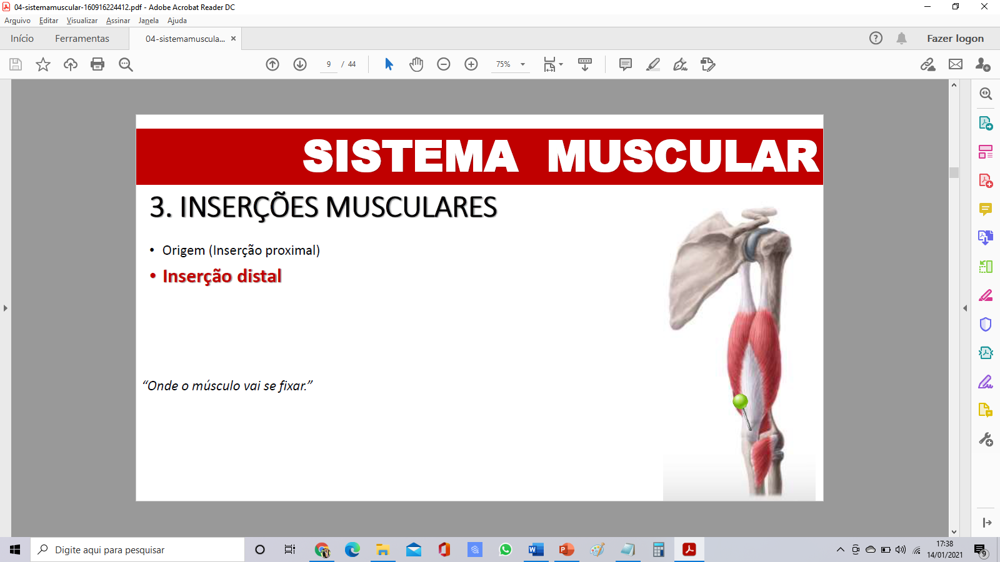 04-sistemamuscular-160916224412.pdf - Adobe Acrobat Reader DC
Arquivo Editar Visualizar Assinar Janela Ajuda
Início Ferramentas 04-sistemamuscula... × Fazer logon
9 / 44 75%
SISTEMA MUSCULAR
3. INSERÇÕES MUSCULARES
• Origem (Inserção proximal)
• Inserção distal
“Onde o músculo vai se fixar.”
Digite aqui para pesquisar
17:38
14/01/2021
9